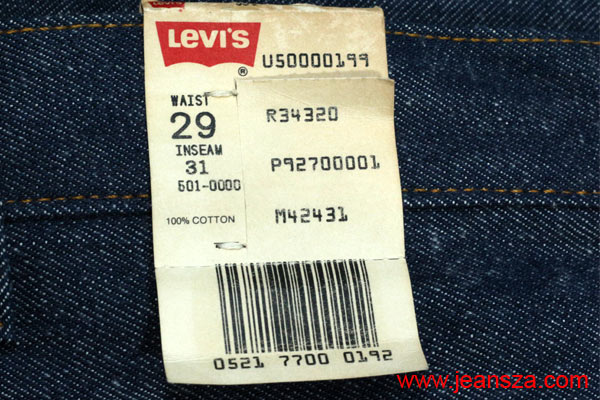 LEVI'S
®
U50000199
WAIST
29
INSEAM
31
501-0000
100% COTTON
R34320
P92700001
M42431
0521 7700 0192
www.jeansza.com